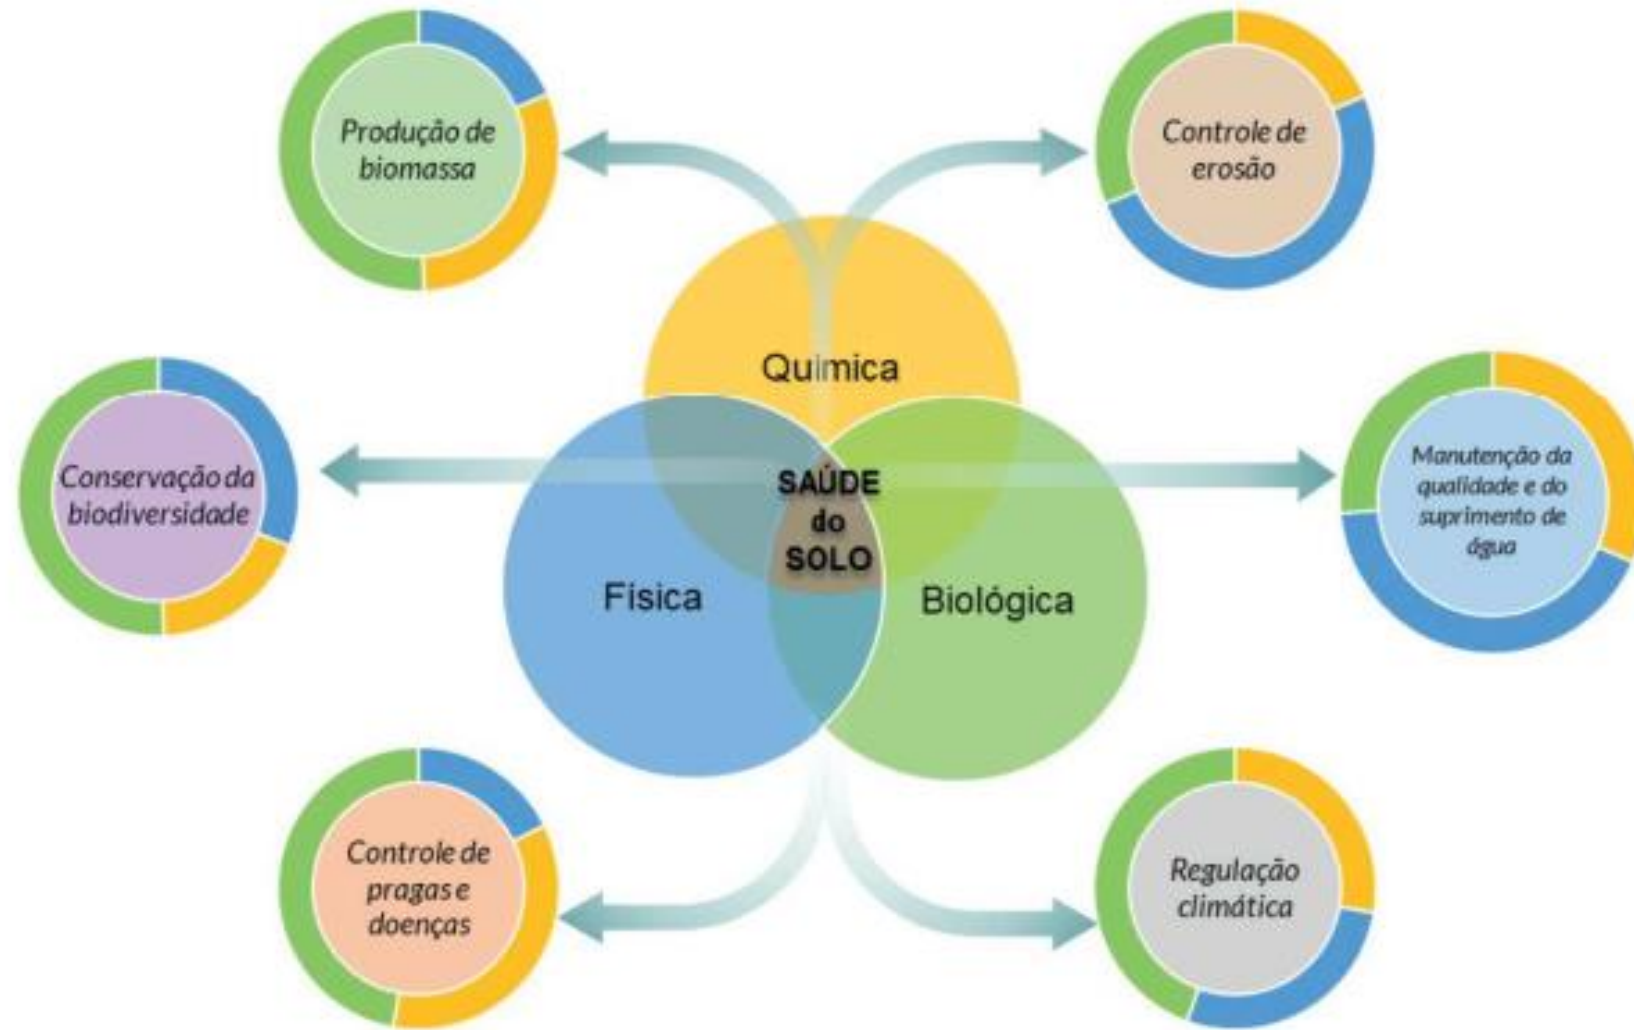 Produção de
biomassa
Controle de
erosão
Química
Conservação da
biodiversidade
SAÚDE
do
SOLO
Manutenção da
qualidade e do
suprimento de
água
Física
Biológica
Controle de
pragas e
doenças
Regulação
climática